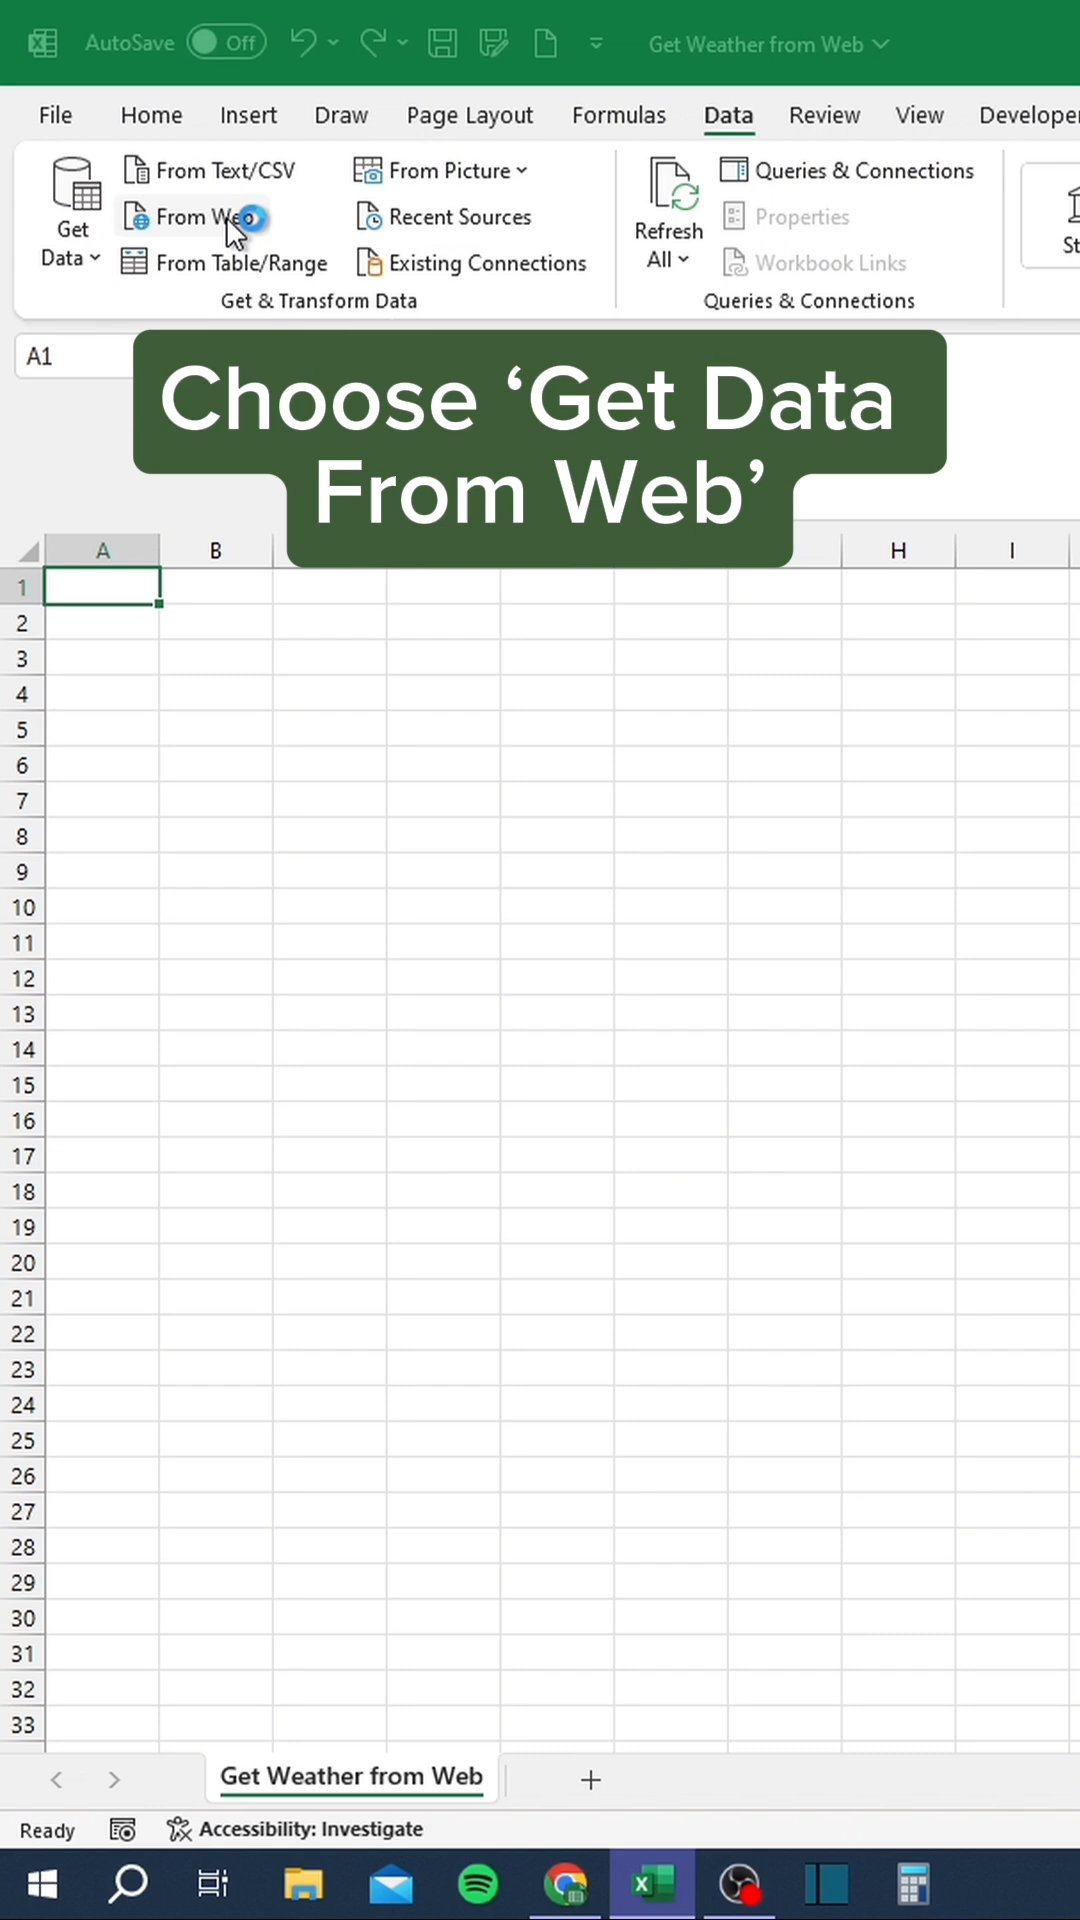 AutoSave Off Get Weather from Web
File Home Insert Draw Page Layout Formulas Data Review View Developer
Get Data
From Text/CSV
From Web
From Table/Range
From Picture
Recent Sources
Existing Connections
Get & Transform Data
Refresh All
Queries & Connections
Properties
Workbook Links
Queries & Connections
A1
Choose ‘Get Data
From Web’
A B H I
1
2
3
4
5
6
7
8
9
10
11
12
13
14
15
16
17
18
19
20
21
22
23
24
25
26
27
28
29
30
31
32
33
Get Weather from Web
Ready Accessibility: Investigate